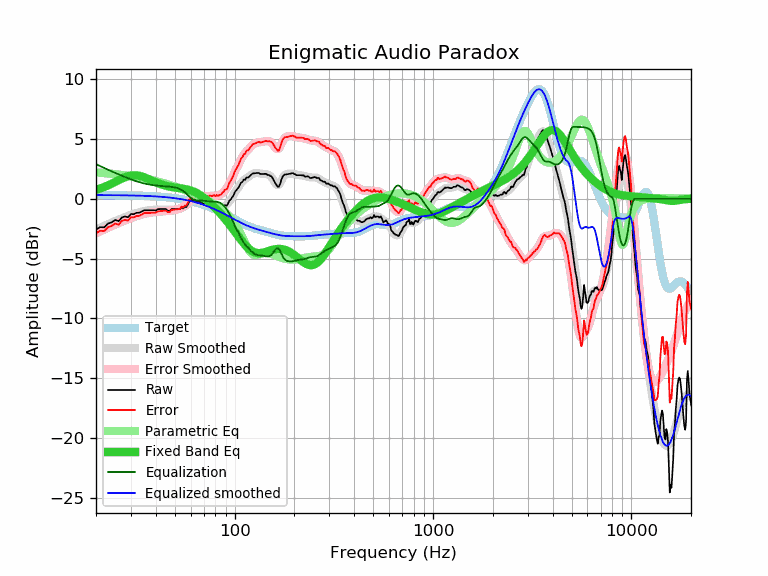 Enigmatic Audio Paradox
10
5
0
−5
−10
−15
−20
−25
Amplitude (dBr)
Target
Raw Smoothed
Error Smoothed
Raw
Error
Parametric Eq
Fixed Band Eq
Equalization
Equalized smoothed
100 1000 10000
Frequency (Hz)